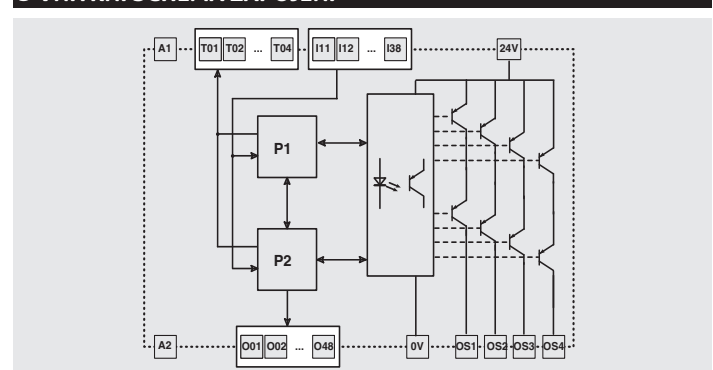 A1 T01 T02 ... T04 I11 I12 ... I38 24V
P1
P2
A2 O01 O02 ... O48 0V OS1 OS2 OS3 OS4